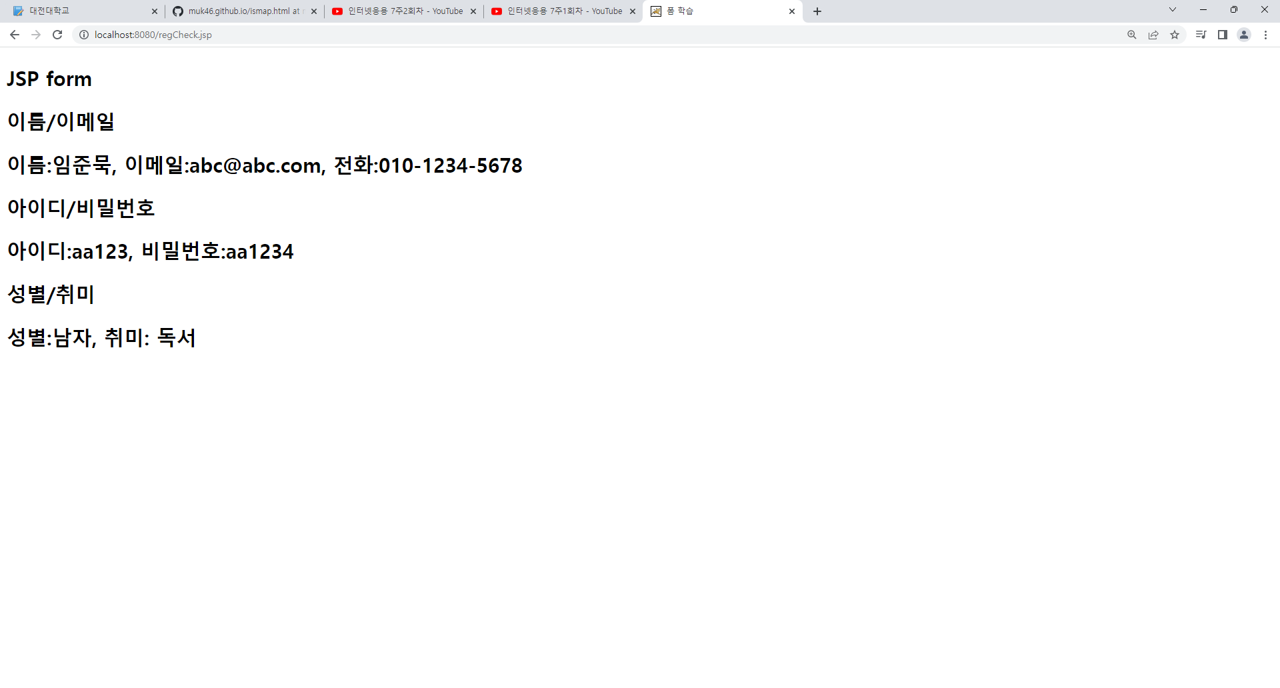 대전대학교
muk46.github.io/ismap.html at
인터넷응용 7주2회차 - YouTube
인터넷응용 7주1회차 - YouTube
폼 학습
localhost:8080/regCheck.jsp
JSP form
이름/이메일
이름:임준묵, 이메일:abc@abc.com, 전화:010-1234-5678
아이디/비밀번호
아이디:aa123, 비밀번호:aa1234
성별/취미
성별:남자, 취미: 독서